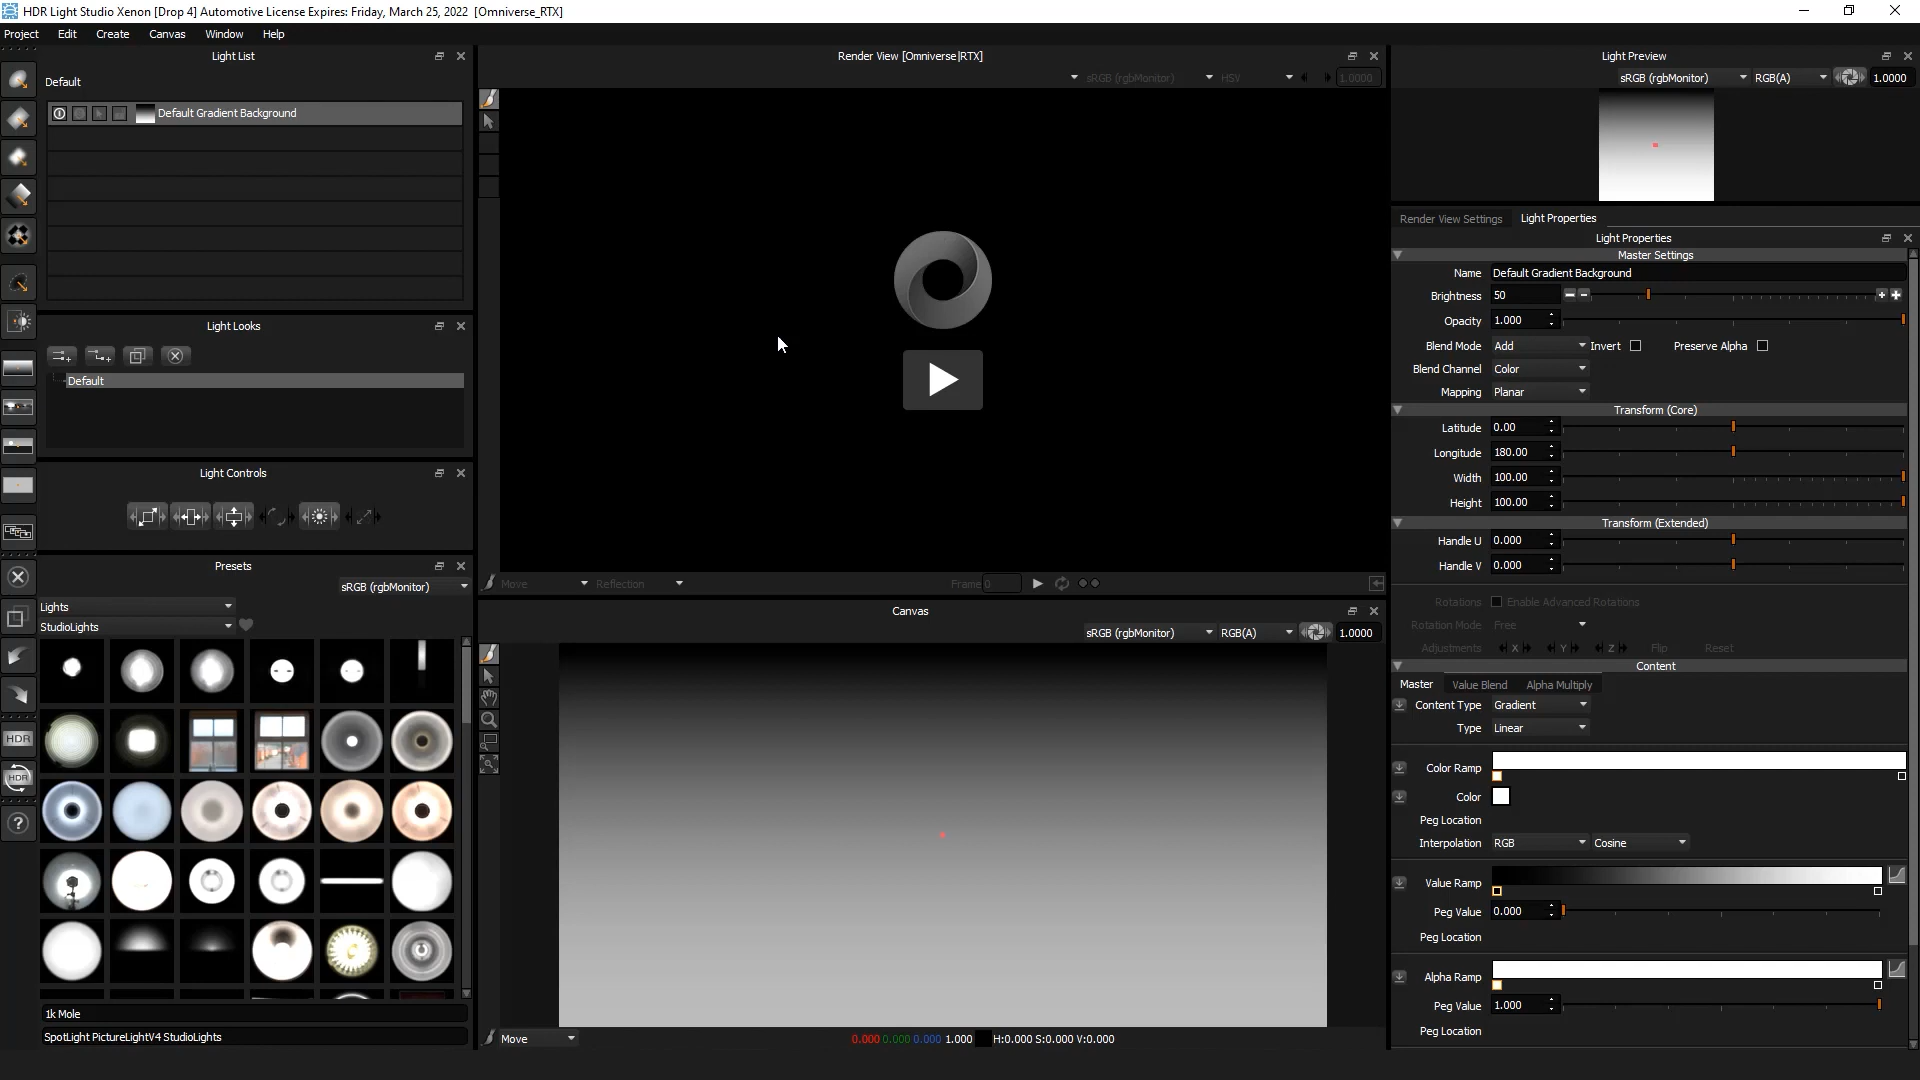 HDR Light Studio Xenon [Drop 4] Automotive License Expires: Friday, March 25, 2022 [Omniverse_RTX]
Project Edit Create Canvas Window Help
Light List
Default
Default Gradient Background
Light Looks
Default
Light Controls
Presets
sRGB (rgbMonitor)
Lights
StudioLights
HDR
HDR
?
1k Mole
SpotLight PictureLightV4 StudioLights
Render View [Omniverse|RTX]
sRGB (rgbMonitor) HSV 1.0000
Move Reflection Frame 0
Canvas
sRGB (rgbMonitor) RGB(A) 1.0000
Move 0.000 0.000 0.000 1.000 H:0.000 S:0.000 V:0.000
Light Preview
sRGB (rgbMonitor) RGB(A) 1.0000
Render View Settings Light Properties
Light Properties
Master Settings
Name Default Gradient Background
Brightness 50
Opacity 1.000
Blend Mode Add Invert Preserve Alpha
Blend Channel Color
Mapping Planar
Transform (Core)
Latitude 0.00
Longitude 180.00
Width 100.00
Height 100.00
Transform (Extended)
Handle U 0.000
Handle V 0.000
Rotations Enable Advanced Rotations
Rotation Mode Free
Adjustments X Y Z Flip Reset
Content
Master Value Blend Alpha Multiply
Content Type Gradient
Type Linear
Color Ramp
Color
Peg Location
Interpolation RGB Cosine
Value Ramp
Peg Value 0.000
Peg Location
Alpha Ramp
Peg Value 1.000
Peg Location